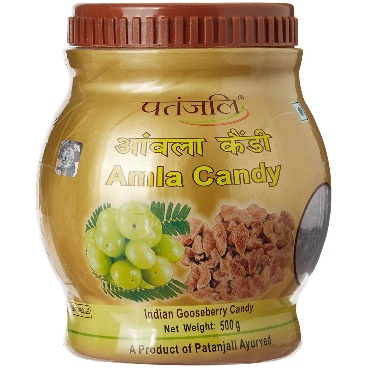 पतंजलि®
आंवला कैंडी
Amla Candy
Indian Gooseberry Candy
Net Weight: 500 g
A Product of Patanjali Ayurved